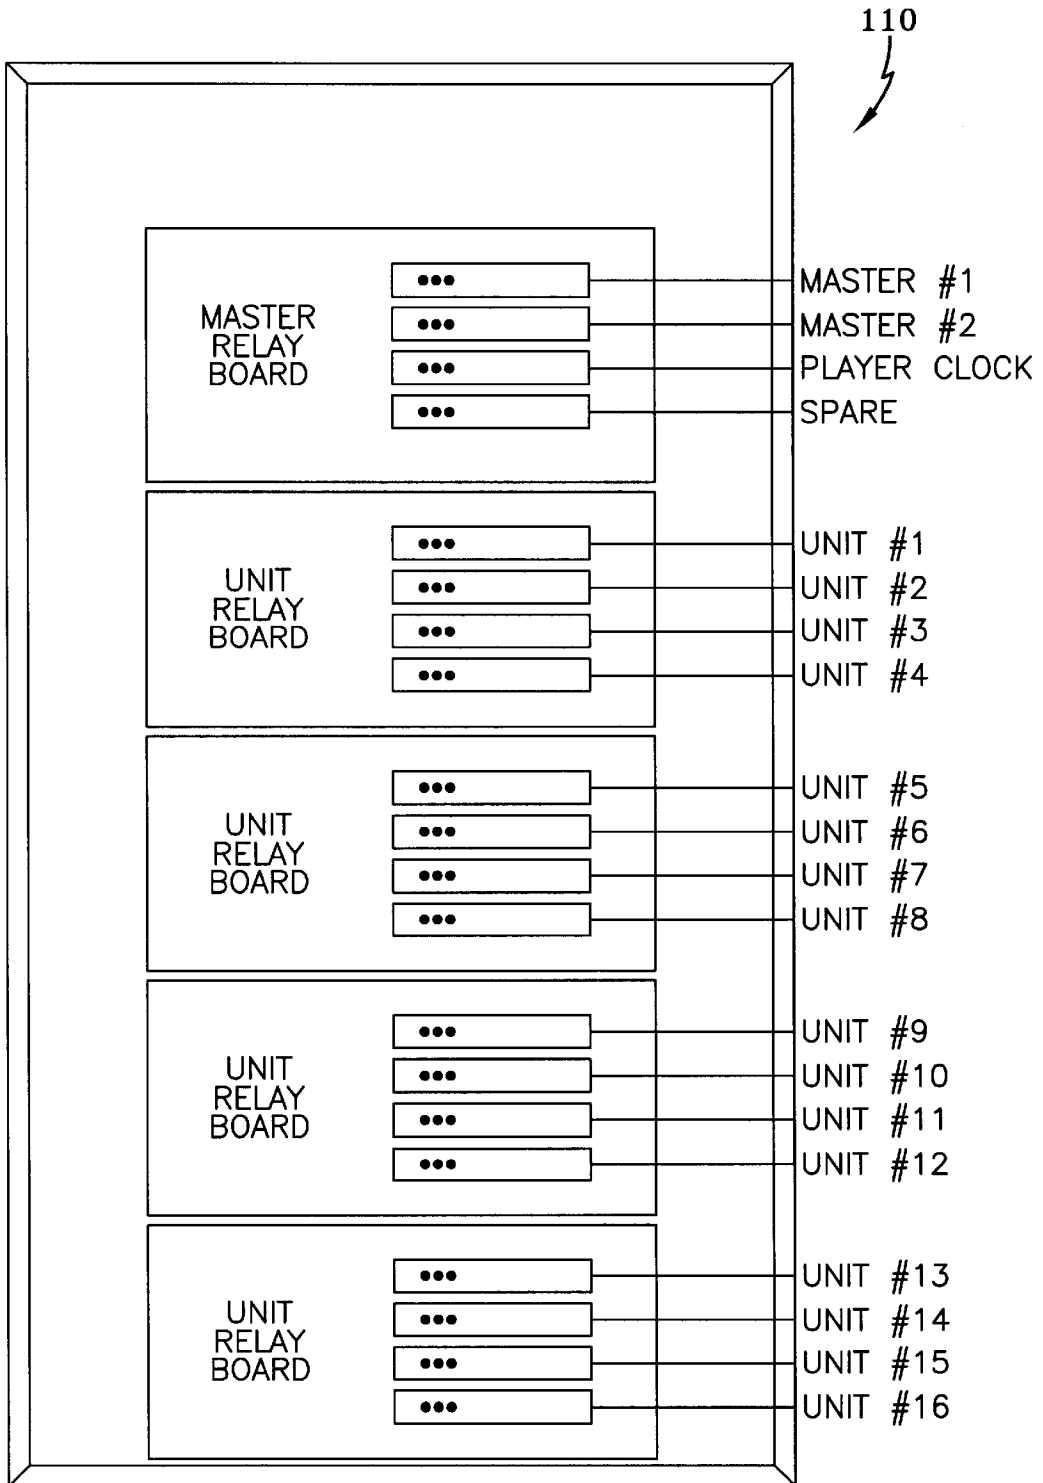 110
MASTER
RELAY
BOARD
MASTER #1
MASTER #2
PLAYER CLOCK
SPARE
UNIT
RELAY
BOARD
UNIT #1
UNIT #2
UNIT #3
UNIT #4
UNIT
RELAY
BOARD
UNIT #5
UNIT #6
UNIT #7
UNIT #8
UNIT
RELAY
BOARD
UNIT #9
UNIT #10
UNIT #11
UNIT #12
UNIT
RELAY
BOARD
UNIT #13
UNIT #14
UNIT #15
UNIT #16